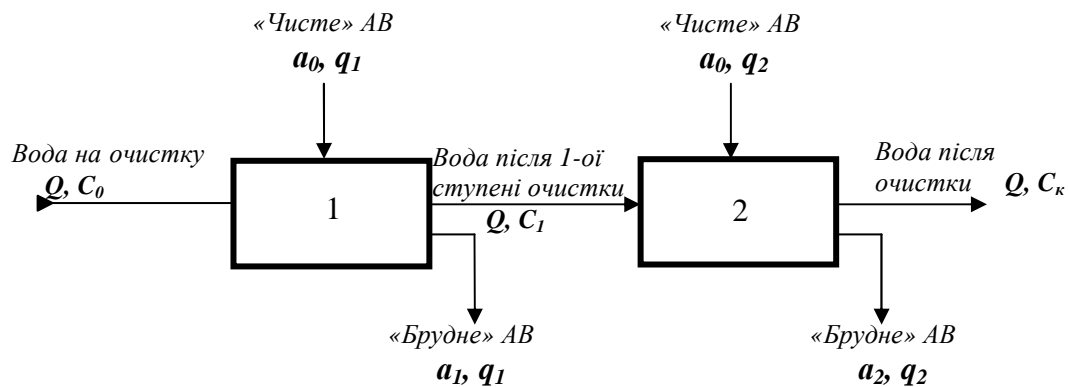 «Чисте» АВ
a0, q1
«Чисте» АВ
a0, q2
Вода на очистку
Q, C0
1
Вода після 1-ої
ступені очистки
Q, C1
2
Вода після
очистки
Q, Cк
«Брудне» АВ
a1, q1
«Брудне» АВ
a2, q2